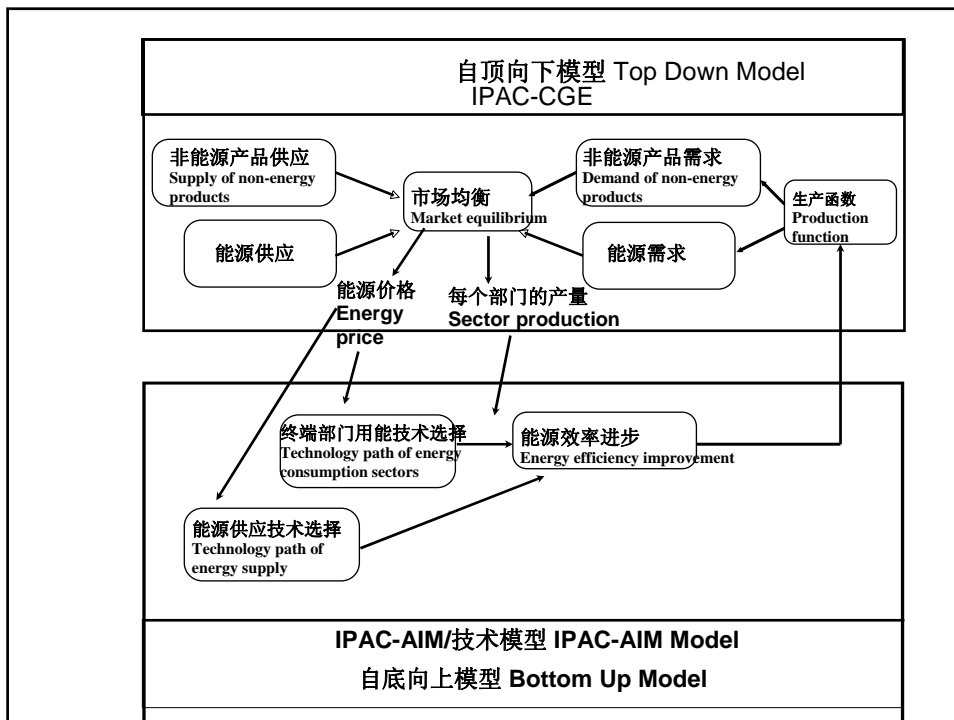 自顶向下模型 Top Down Model
IPAC-CGE
非能源产品供应
Supply of non-energy
products
能源供应
市场均衡
Market equilibrium
非能源产品需求
Demand of non-energy
products
能源需求
生产函数
Production
function
能源价格
Energy
price
每个部门的产量
Sector production
终端部门用能技术选择
Technology path of energy
consumption sectors
能源效率进步
Energy efficiency improvement
能源供应技术选择
Technology path of
energy supply
IPAC-AIM/技术模型 IPAC-AIM Model
自底向上模型 Bottom Up Model